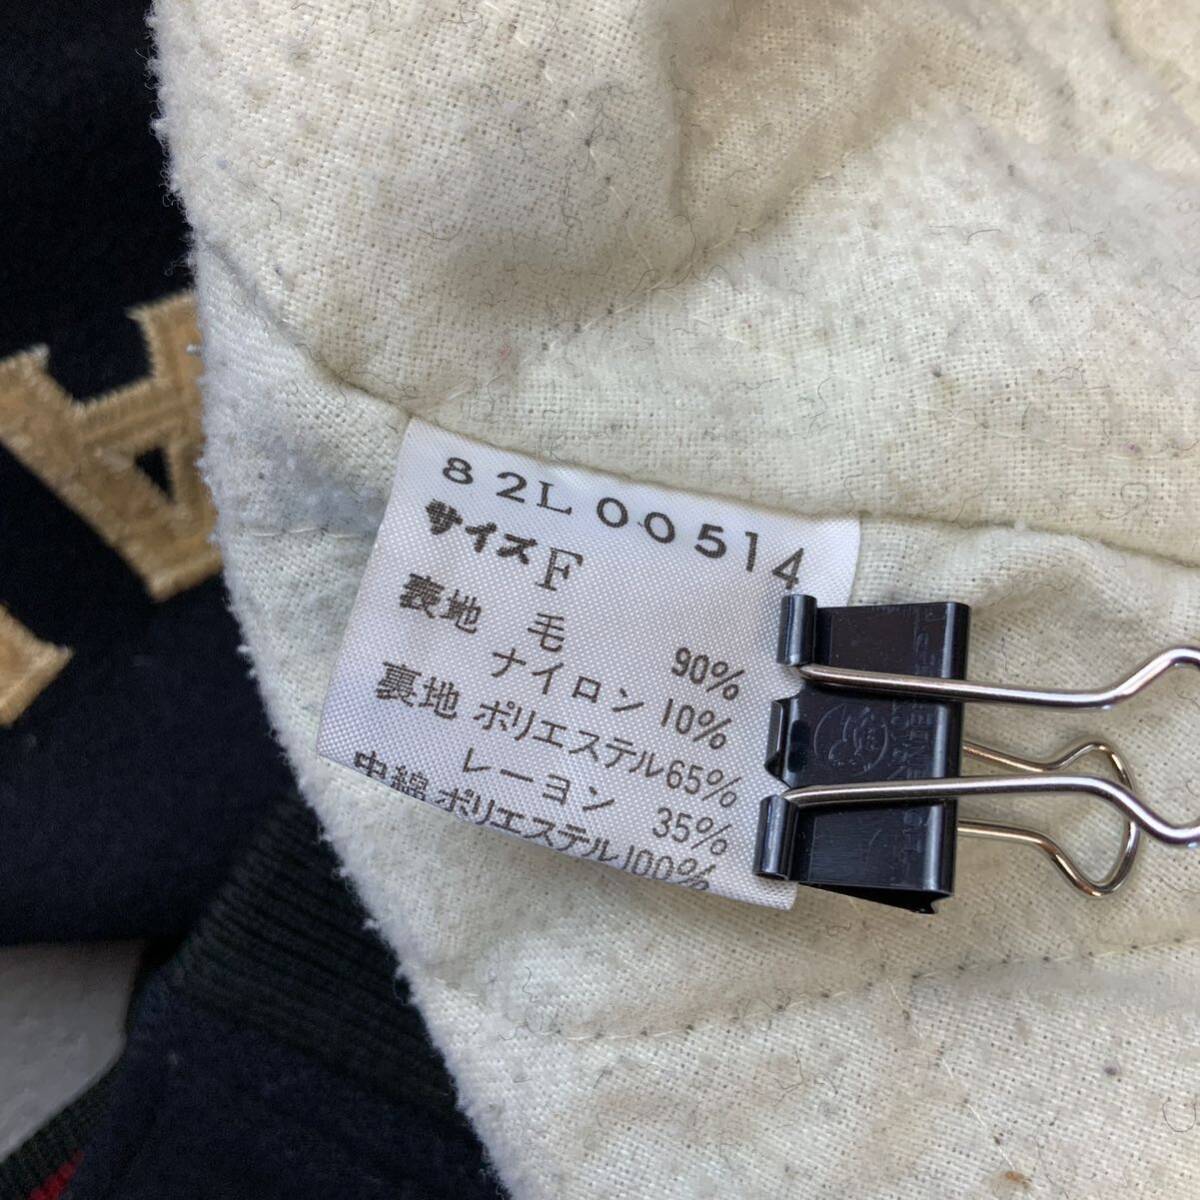 82L00514
サイズF
表地 毛 90%
ナイロン 10%
裏地 ポリエステル65%
レーヨン 35%
中綿 ポリエステル100%
A